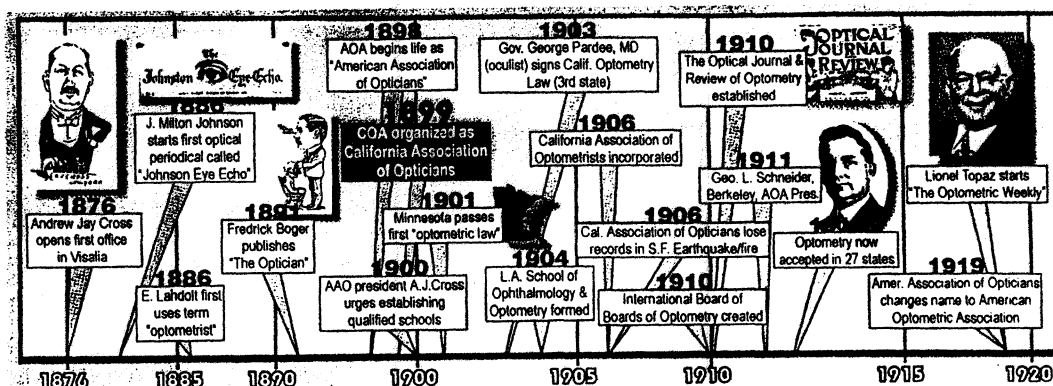 1876
Andrew Jay Cross
opens first office
in Visalia
The
Johnston Eye Echo.
1886
J. Milton Johnson
starts first optical
periodical called
"Johnson Eye Echo"
1886
E. Lahdolt first
uses term
"optometrist"
1891
Fredrick Boger
publishes
"The Optician"
1898
AOA begins life as
"American Association
of Opticians"
1899
COA organized as
California Association
of Opticians
1900
AAO president A.J.Cross
urges establishing
qualified schools
1901
Minnesota passes
first "optometric law"
1903
Gov. George Pardee, MD
(oculist) signs Calif. Optometry
Law (3rd state)
1904
L.A. School of
Ophthalmology &
Optometry formed
1906
California Association of
Optometrists incorporated
1906
Cal. Association of Opticians lose
records in S.F. Earthquake/fire
1910
International Board of
Boards of Optometry created
1910
The Optical Journal &
Review of Optometry
established
OPTICAL
JOURNAL
REVIEW
1911
Geo. L. Schneider,
Berkeley, AOA Pres.
Optometry now
accepted in 27 states
Lionel Topaz starts
"The Optometric Weekly"
1919
Amer. Association of Opticians
changes name to American
Optometric Association
1876 1885 1890 1900 1905 1910 1915 1920